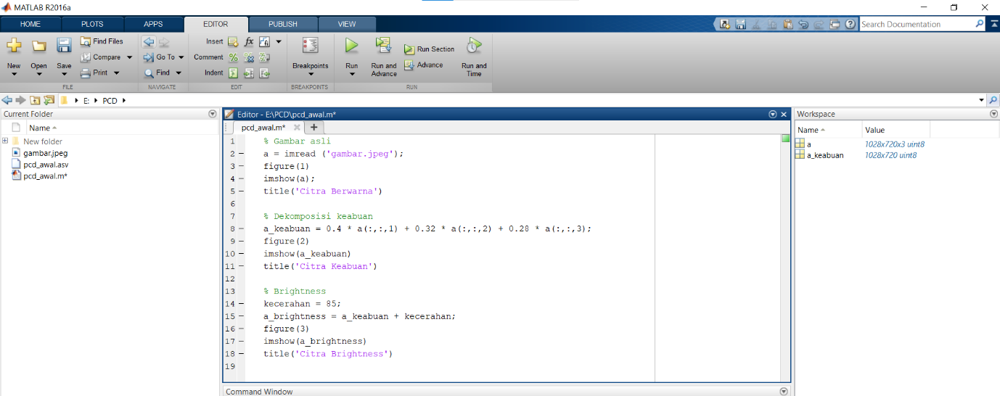 MATLAB R2016a
HOME PLOTS APPS EDITOR PUBLISH VIEW
Search Documentation
New Open Save Find Files Compare Print
FILE
Go To Find
NAVIGATE
Insert fx
Comment %
Indent
EDIT
Breakpoints
BREAKPOINTS
Run Run and Advance Run Section Advance Run and Time
RUN
E: PCD
Current Folder
Name
New folder
gambar.jpeg
pcd_awal.asv
pcd_awal.m*
Editor - E:\PCD\pcd_awal.m*
pcd_awal.m* +
1 % Gambar asli
2 – a = imread ('gambar.jpeg');
3 – figure(1)
4 – imshow(a);
5 – title('Citra Berwarna')
6
7 % Dekomposisi keabuan
8 – a_keabuan = 0.4 * a(:,:,1) + 0.32 * a(:,:,2) + 0.28 * a(:,:,3);
9 – figure(2)
10 – imshow(a_keabuan)
11 – title('Citra Keabuan')
12
13 % Brightness
14 – kecerahan = 85;
15 – a_brightness = a_keabuan + kecerahan;
16 – figure(3)
17 – imshow(a_brightness)
18 – title('Citra Brightness')
19
Command Window
Workspace
Name Value
a 1028x720x3 uint8
a_keabuan 1028x720 uint8